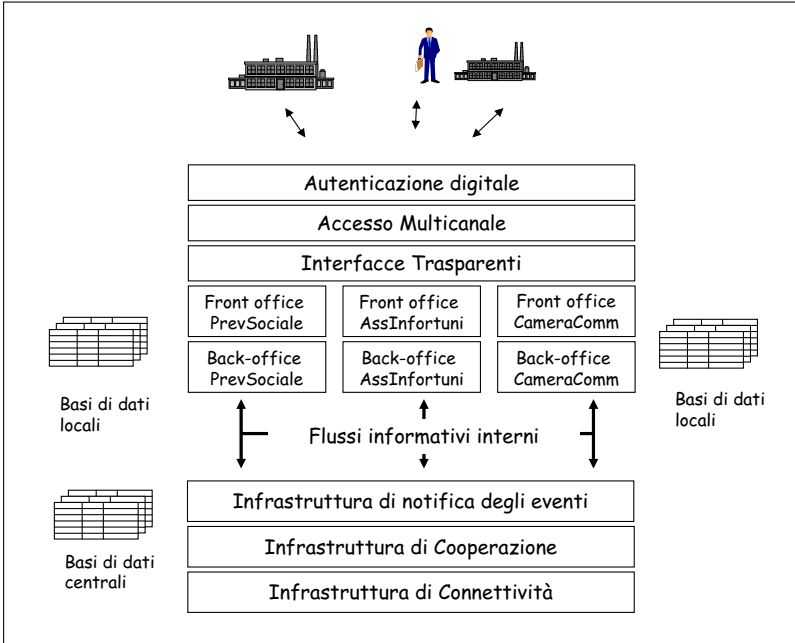 Autenticazione digitale
Accesso Multicanale
Interfacce Trasparenti
Front office
PrevSociale
Front office
AssInfortuni
Front office
CameraComm
Back-office
PrevSociale
Back-office
AssInfortuni
Back-office
CameraComm
Basi di dati
locali
Basi di dati
locali
Flussi informativi interni
Infrastruttura di notifica degli eventi
Infrastruttura di Cooperazione
Infrastruttura di Connettività
Basi di dati
centrali